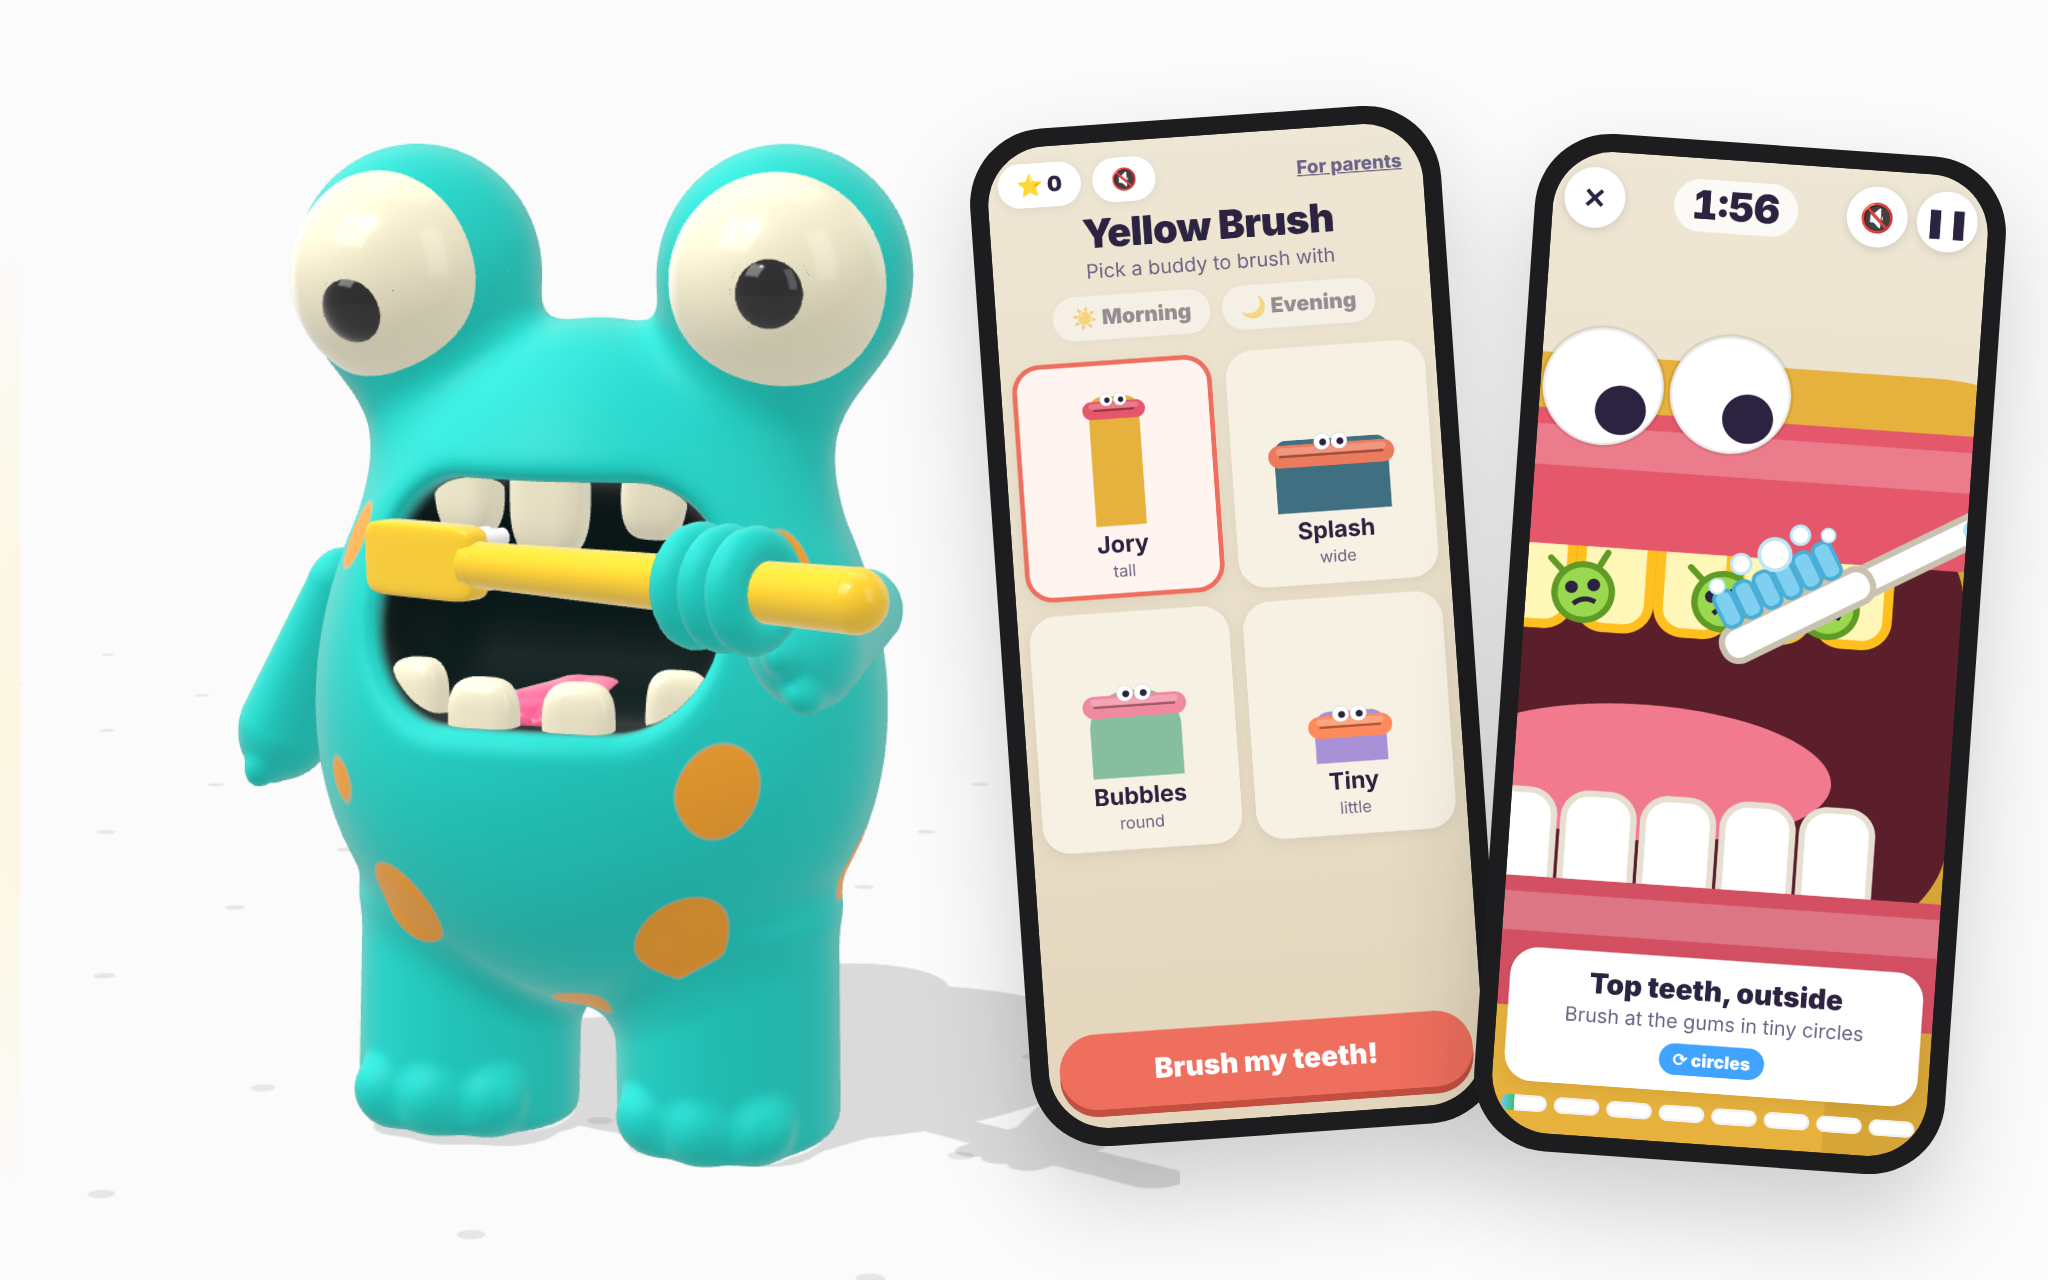 0
For parents
Yellow Brush
Pick a buddy to brush with
Morning
Evening
Jory
tall
Splash
wide
Bubbles
round
Tiny
little
Brush my teeth!
1:56
Top teeth, outside
Brush at the gums in tiny circles
circles